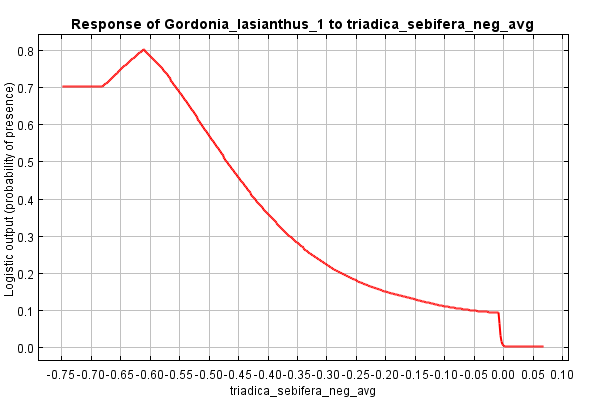 Response of Gordonia_lasianthus_1 to triadica_sebifera_neg_avg
Logistic output (probability of presence)
0.8
0.7
0.6
0.5
0.4
0.3
0.2
0.1
0.0
-0.75 -0.70 -0.65 -0.60 -0.55 -0.50 -0.45 -0.40 -0.35 -0.30 -0.25 -0.20 -0.15 -0.10 -0.05 0.00 0.05 0.10
triadica_sebifera_neg_avg